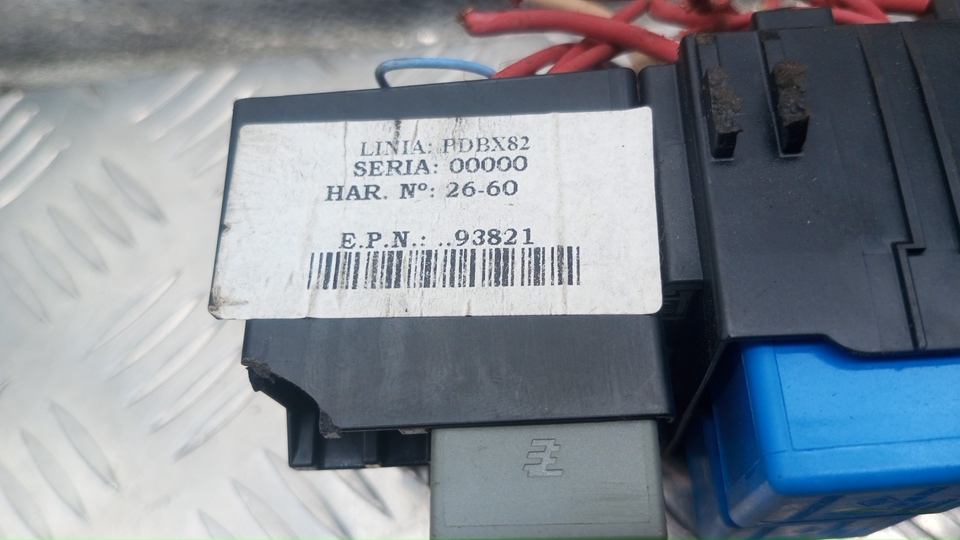 LINIA: PDBX82
SERIA: 00000
HAR. Nº: 26-60
E.P.N.: ..93821